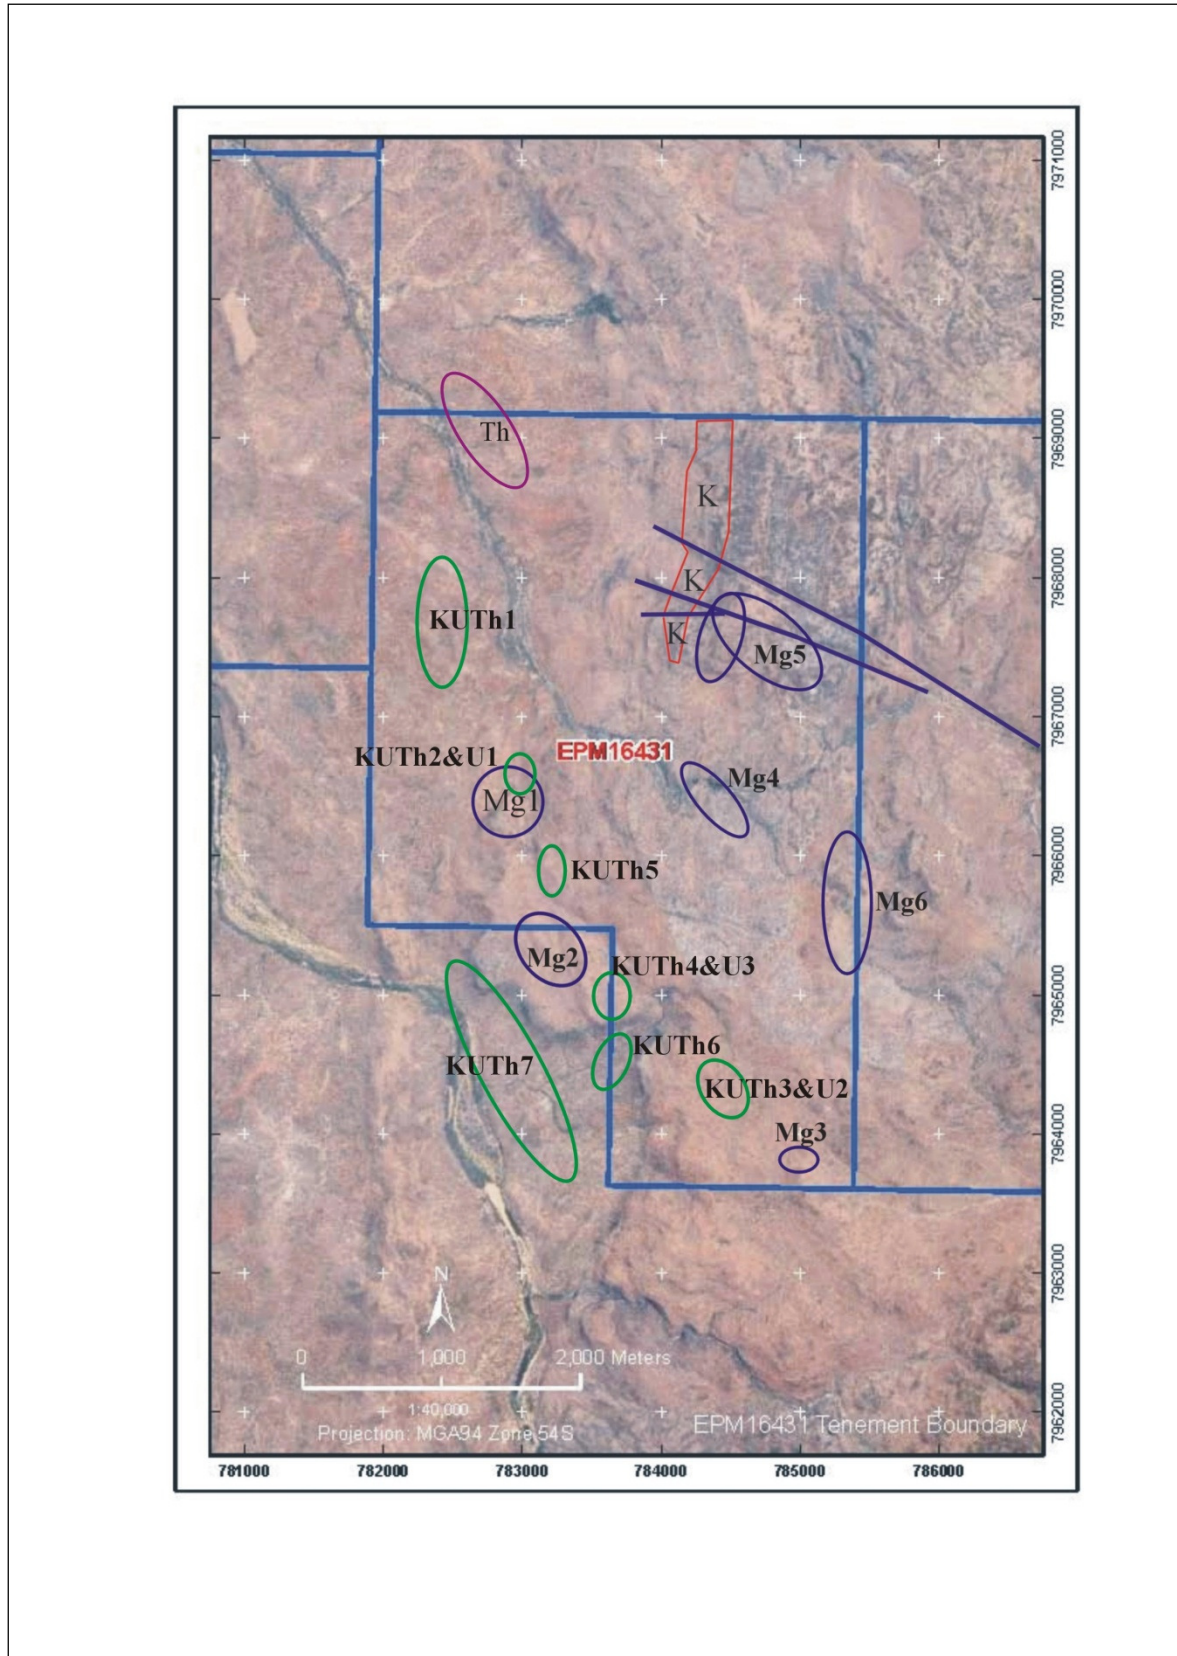 7971000
7970000
Th
7969000
K
7968000
K
KUTh1
K
Mg5
7967000
EPM16431
KUTh2&U1
Mg4
Mg1
7966000
KUTh5
Mg6
Mg2
KUTh4&U3
7965000
KUTh6
KUTh7
KUTh3&U2
7964000
Mg3
7963000
N
0 1,000 2,000 Meters
1:40,000
7962000
Projection: MGA94 Zone 54S
EPM16431 Tenement Boundary
781000 782000 783000 784000 785000 786000